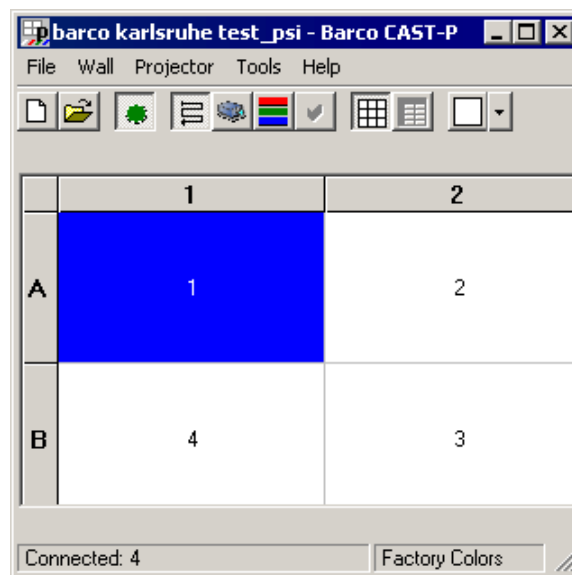 barco karlsruhe test_psi - Barco CAST-P
File Wall Projector Tools Help
1 2
A 1 2
B 4 3
Connected: 4 Factory Colors